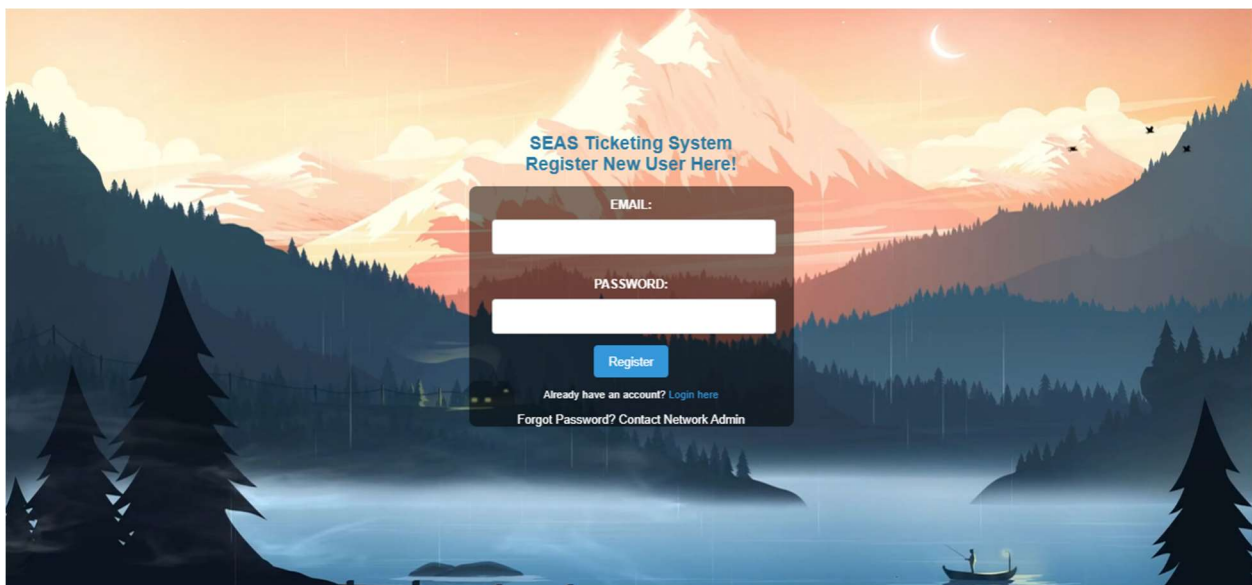 SEAS Ticketing System
Register New User Here!
EMAIL:
PASSWORD:
Register
Already have an account? Login here
Forgot Password? Contact Network Admin